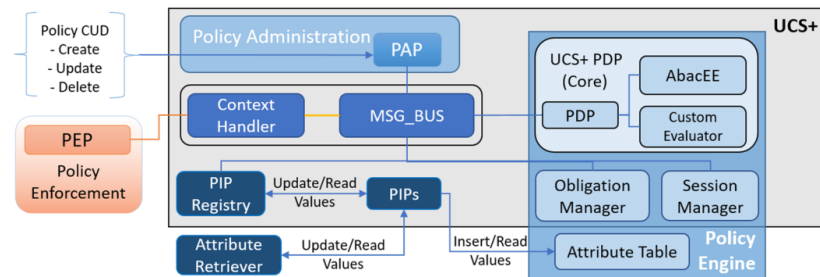 Policy CUD
- Create
- Update
- Delete
Policy Administration
PAP
UCS+
UCS+ PDP
(Core)
AbacEE
PDP
Custom
Evaluator
Context
Handler
MSG_BUS
PEP
Policy
Enforcement
PIP
Registry
Update/Read
Values
PIPs
Obligation
Manager
Session
Manager
Attribute
Retriever
Update/Read
Values
Insert/Read
Values
Attribute Table
Policy
Engine